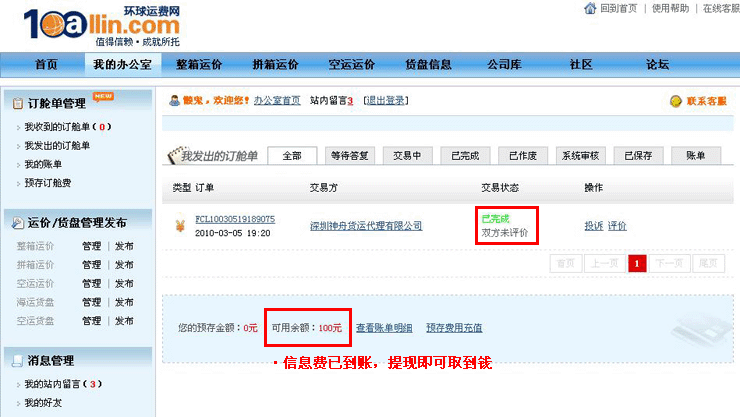 环球运费网
10allin.com
值得信赖·成就所托
回到首页 | 使用帮助 | 在线客服
首页 我的办公室 整箱运价 拼箱运价 空运运价 货盘信息 公司库 社区 论坛
订舱单管理 NEW
我收到的订舱单(0)
我发出的订舱单
我的账单
预存订舱费
运价/货盘管理发布
整箱运价 管理 | 发布
拼箱运价 管理 | 发布
空运运价 管理 | 发布
海运货盘 管理 | 发布
空运货盘 管理 | 发布
消息管理
我的站内留言(3)
我的好友
懒鬼,欢迎您! 办公室首页 站内留言3 [退出登录]
联系客服
我发出的订舱单 全部 等待答复 交易中 已完成 已作废 系统审核 已保存 账单
类型 订单 交易方 交易状态 操作
FCL10030519189075
2010-03-05 19:20
深圳神舟货运代理有限公司
已完成
双方未评价
投诉 评价
首页 上一页 1 下一页 尾页
您的预存金额:0元 可用余额:100元 查看账单明细 预存费用充值
·信息费已到账,提现即可取到钱